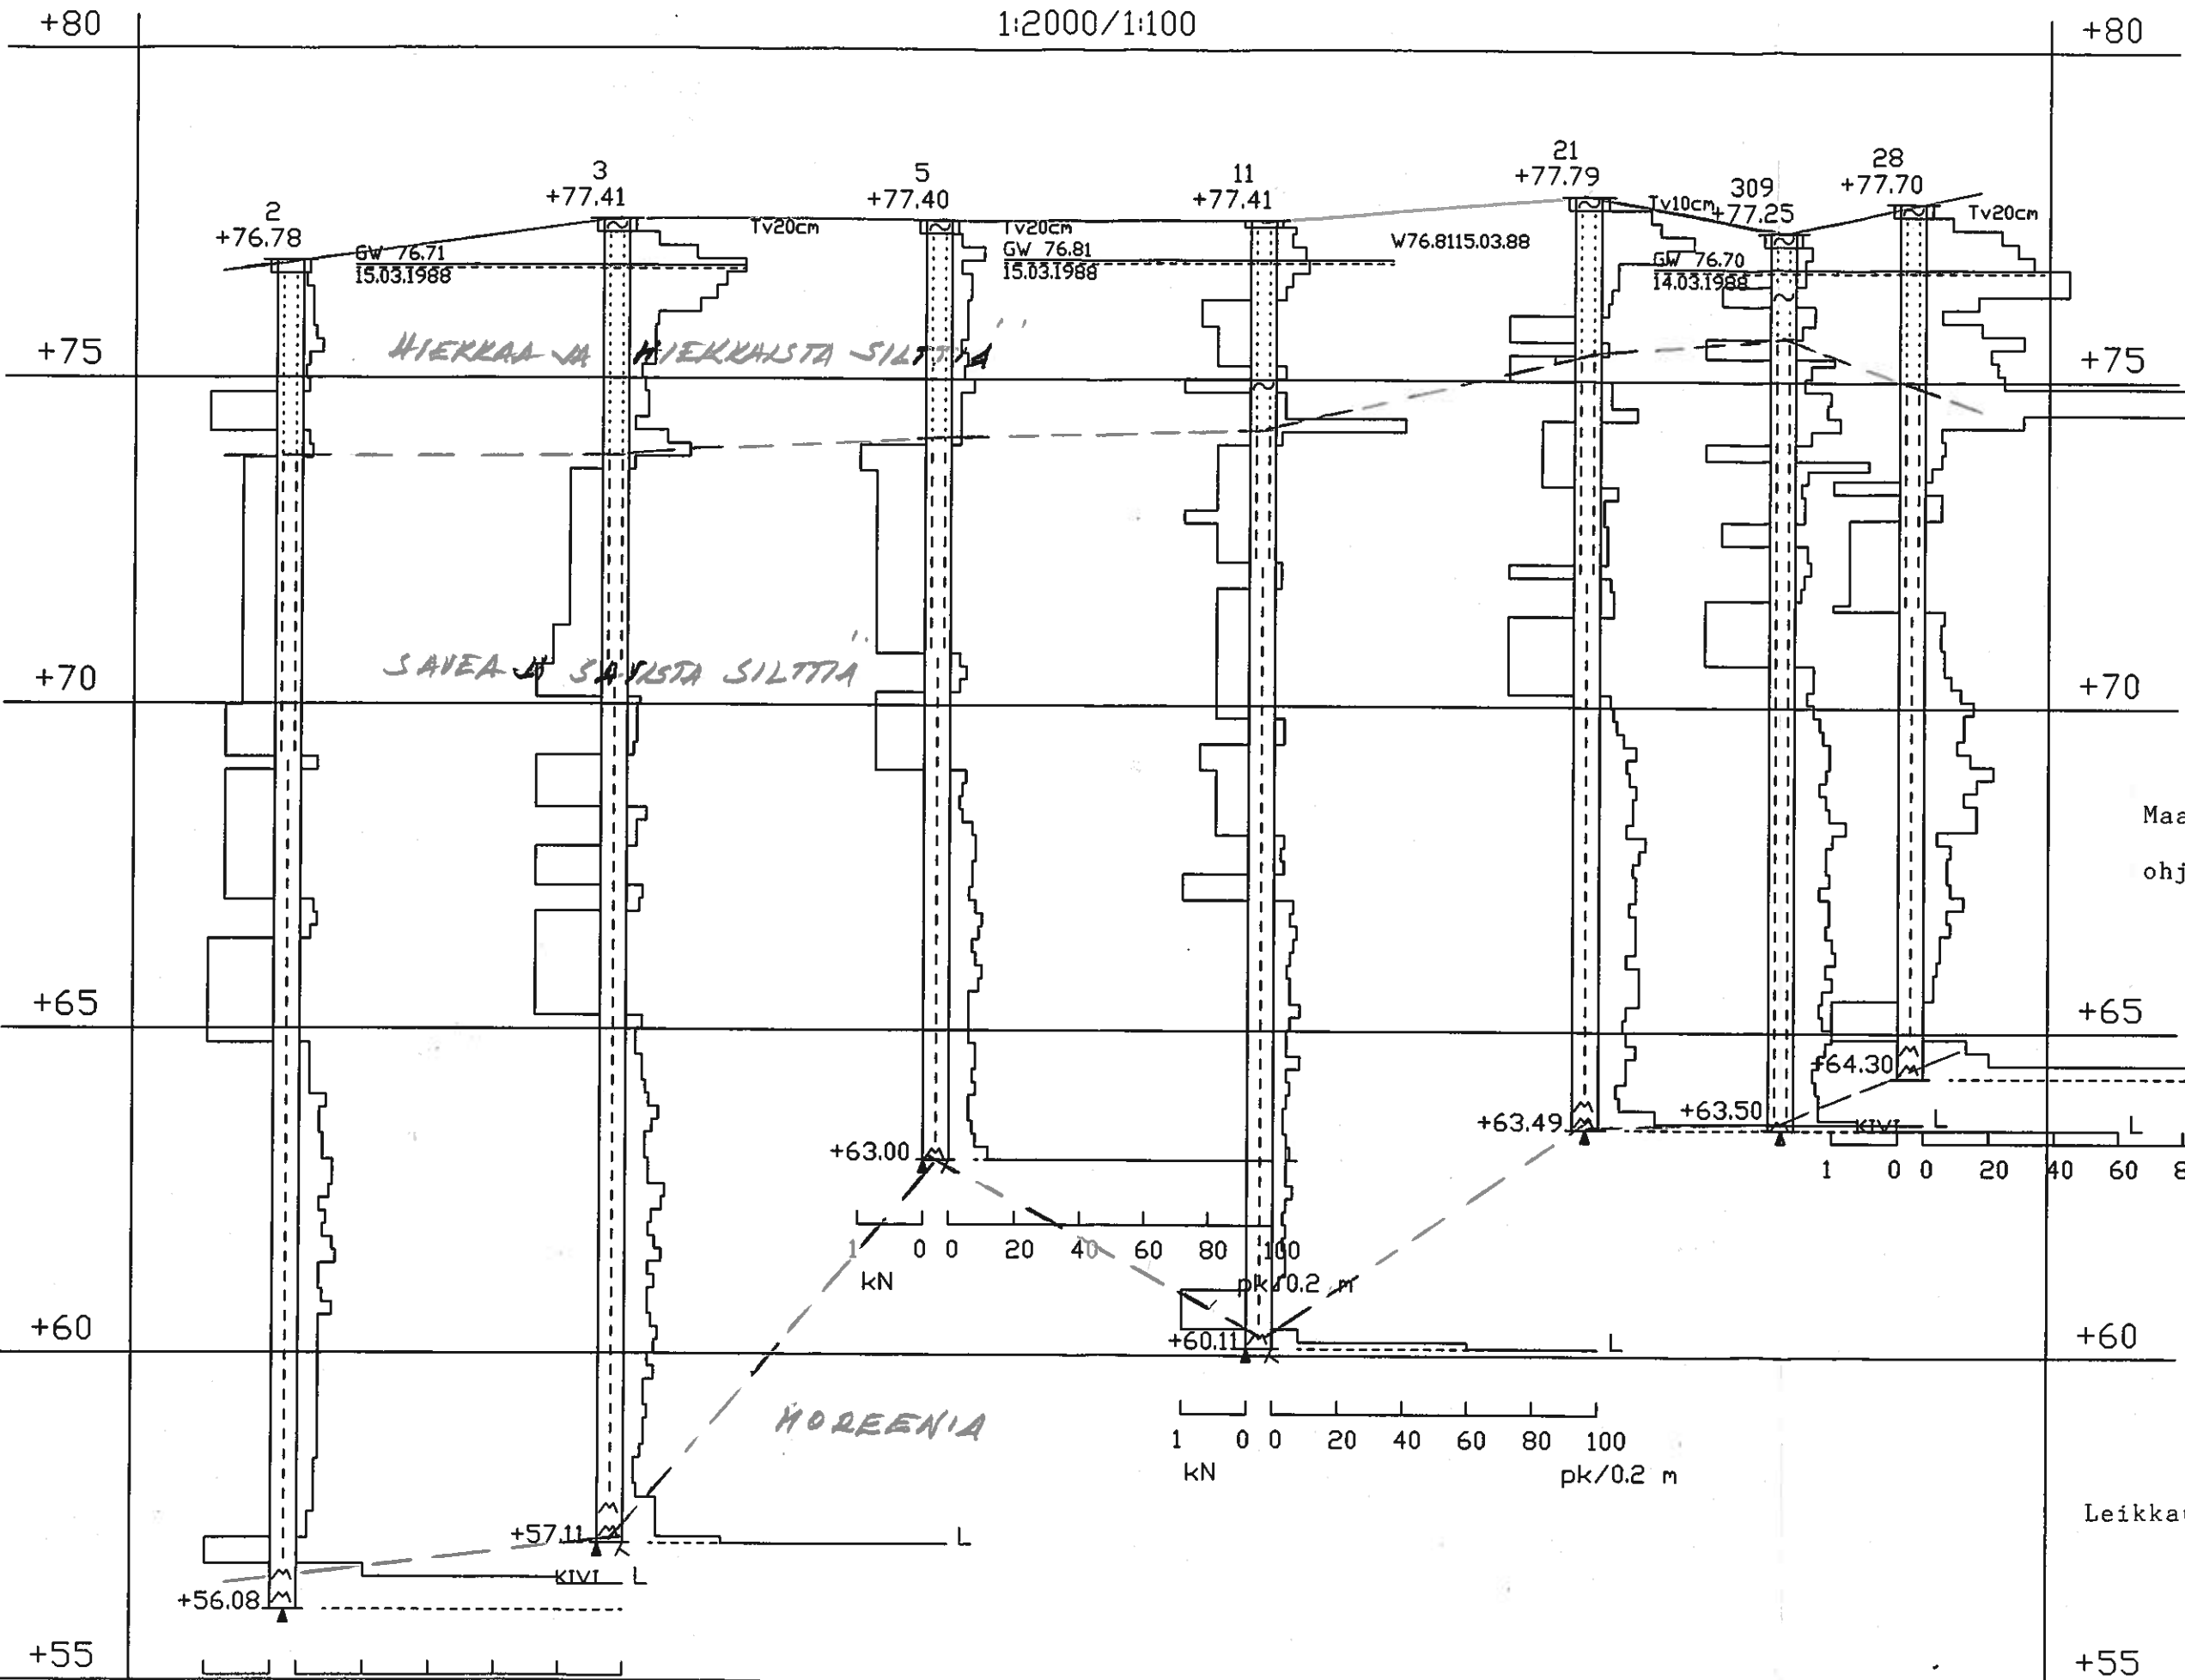 1:2000/1:100
+80
+80
2
+76.78
3
+77.41
5
+77.40
11
+77.41
21
+77.79
309
+77.25
28
+77.70
Tv20cm
Tv20cm
Tv10cm
Tv20cm
GW 76.71
15.03.1988
GW 76.81
15.03.1988
W76.8115.03.88
GW 76.70
14.03.1988
HIEKKAA JA HIEKKAISTA SILTTIÄ
+75
+75
SAVEA JA SAVISTA SILTTIÄ
+70
+70
Maa
ohj
+65
+65
+64.30
+63.49
+63.50
KIVI
L
L
+63.00
1 0 0 20 40 60 8
1 0 0 20 40 60 80 100
kN
pk/0.2 m
+60
+60.11
L
+60
MOREENIA
1 0 0 20 40 60 80 100
kN
pk/0.2 m
Leikkau
+57.11
L
KIVI
L
+56.08
+55
+55